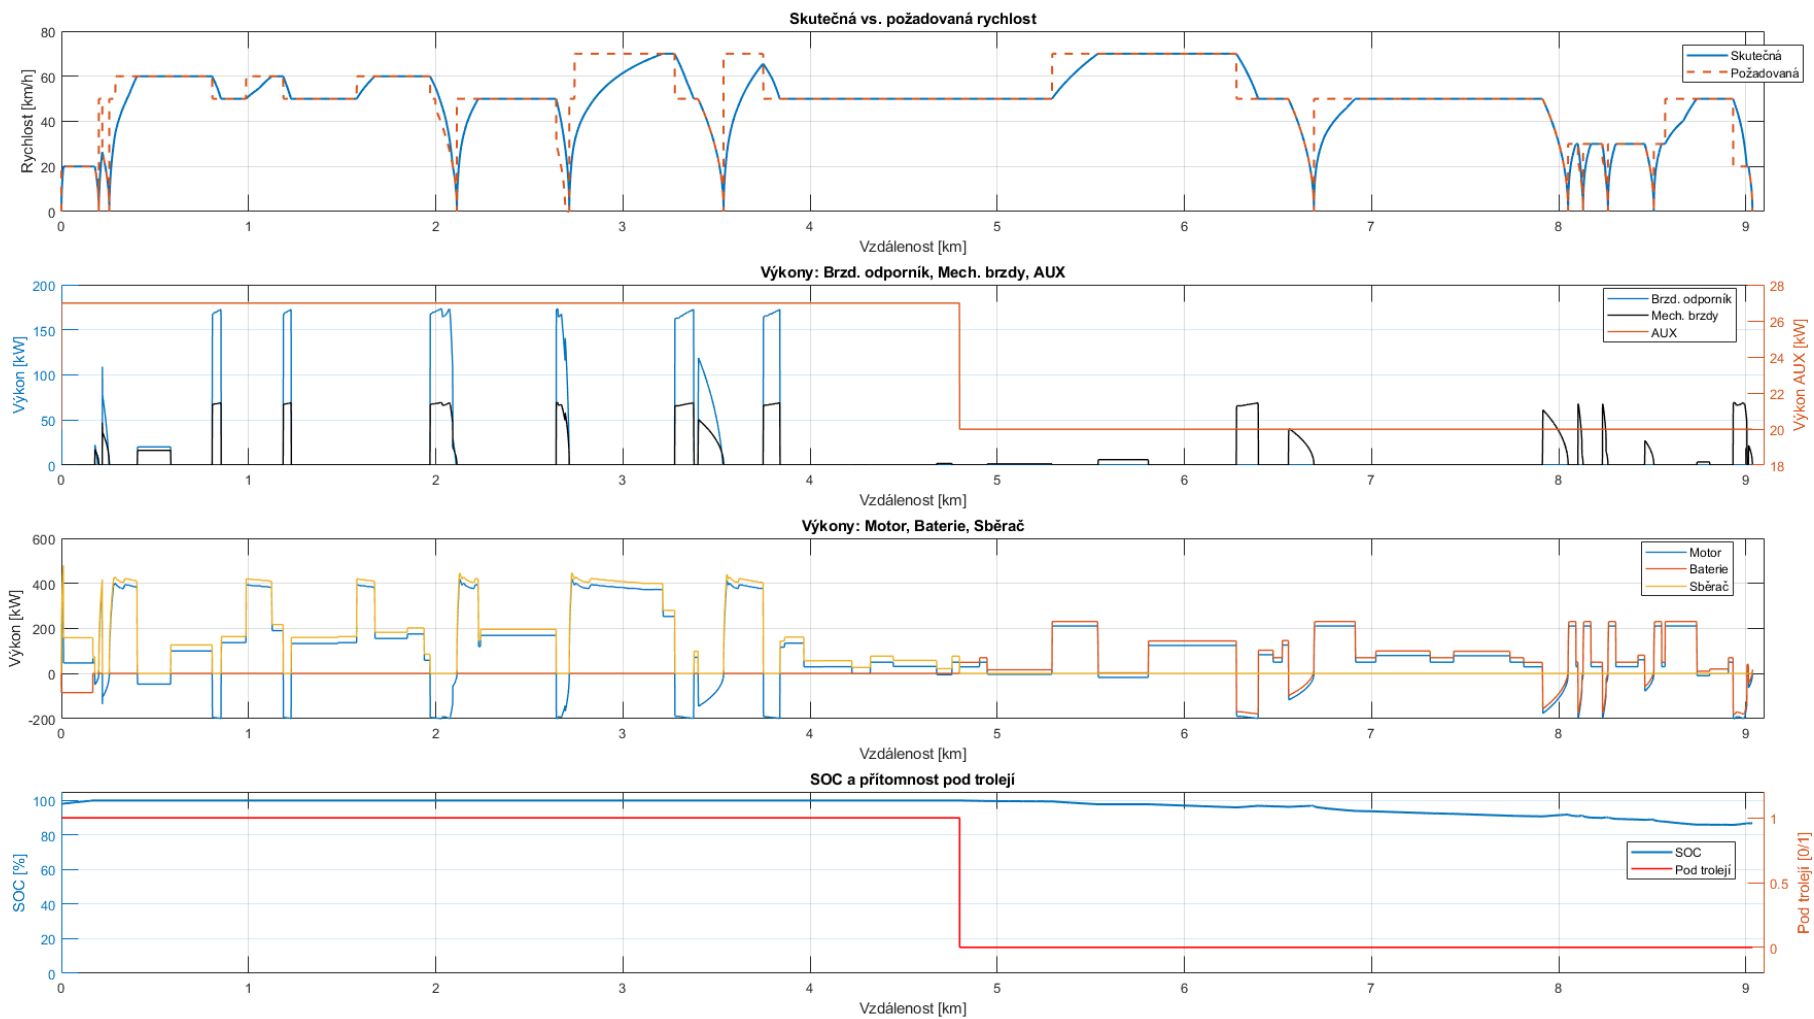 Skutečná vs. požadovaná rychlost
80
60
40
20
0
Rychlost [km/h]
Skutečná
Požadovaná
0 1 2 3 4 5 6 7 8 9
Vzdálenost [km]
Výkony: Brzd. odporník, Mech. brzdy, AUX
200
150
100
50
0
Výkon [kW]
Brzd. odporník
Mech. brzdy
AUX
28
26
24
22
20
18
Výkon AUX [kW]
0 1 2 3 4 5 6 7 8 9
Vzdálenost [km]
Výkony: Motor, Baterie, Sběrač
600
400
200
0
-200
Výkon [kW]
Motor
Baterie
Sběrač
0 1 2 3 4 5 6 7 8 9
Vzdálenost [km]
SOC a přítomnost pod trolejí
100
80
60
40
20
0
SOC [%]
SOC
Pod trolejí
1
0.5
0
Pod trolejí [0/1]
0 1 2 3 4 5 6 7 8 9
Vzdálenost [km]